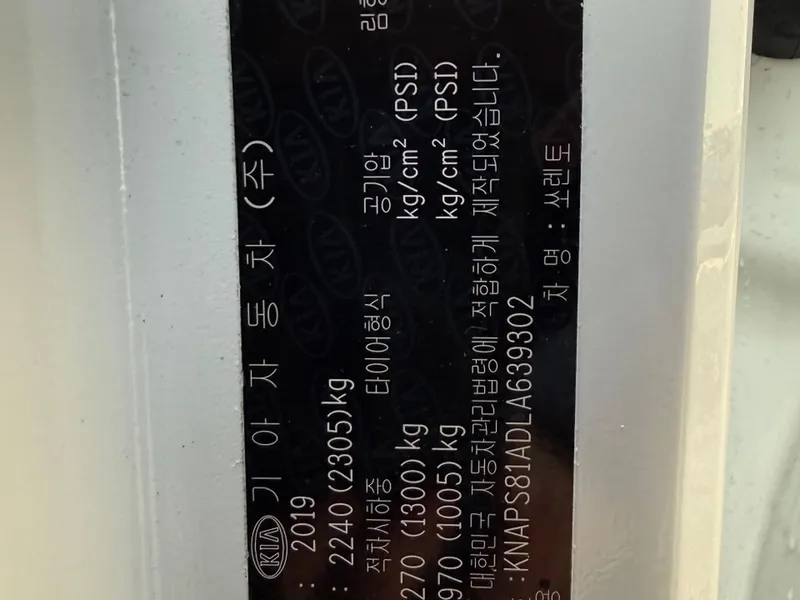 KIA 기 아 자 동 차 (주)
: 2019
: 2240 (2305)kg
적차시하중 타이어형식 공기압 림형
270 (1300) kg kg/cm² (PSI)
970 (1005) kg kg/cm² (PSI)
대한민국 자동차관리법령에 적합하게 제작되었습니다.
:KNAPS81ADLA639302 차 명 : 쏘렌토
용